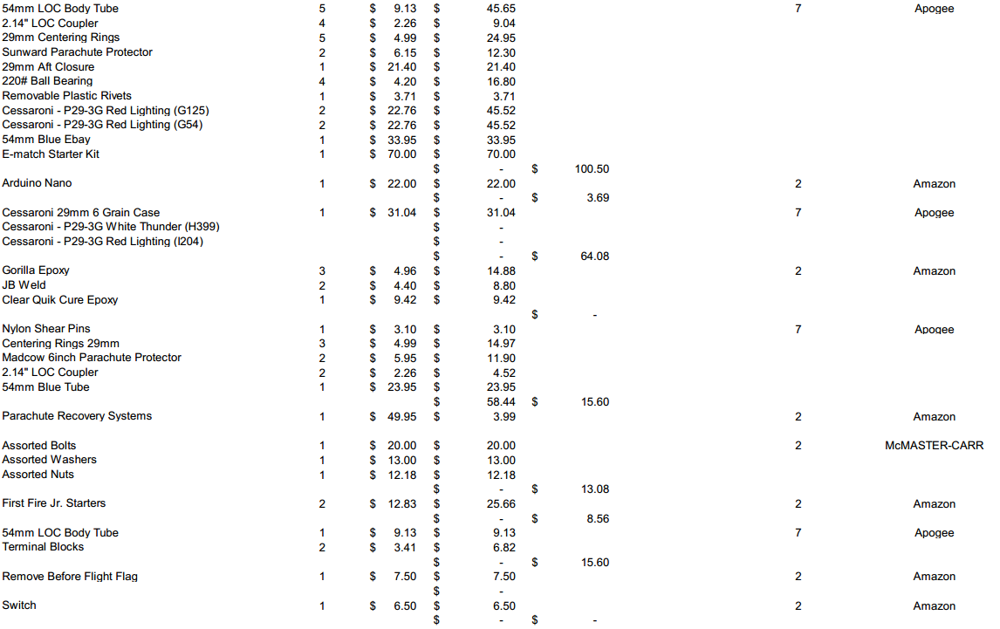 54mm LOC Body Tube 5 $ 9.13 $ 45.65 7 Apogee
2.14" LOC Coupler 4 $ 2.26 $ 9.04
29mm Centering Rings 5 $ 4.99 $ 24.95
Sunward Parachute Protector 2 $ 6.15 $ 12.30
29mm Aft Closure 1 $ 21.40 $ 21.40
220# Ball Bearing 4 $ 4.20 $ 16.80
Removable Plastic Rivets 1 $ 3.71 $ 3.71
Cessaroni - P29-3G Red Lighting (G125) 2 $ 22.76 $ 45.52
Cessaroni - P29-3G Red Lighting (G54) 2 $ 22.76 $ 45.52
54mm Blue Ebay 1 $ 33.95 $ 33.95
E-match Starter Kit 1 $ 70.00 $ 70.00
$ - $ 100.50
Arduino Nano 1 $ 22.00 $ 22.00 2 Amazon
$ - $ 3.69
Cessaroni 29mm 6 Grain Case 1 $ 31.04 $ 31.04 7 Apogee
Cessaroni - P29-3G White Thunder (H399) $ -
Cessaroni - P29-3G Red Lighting (I204) $ -
$ - $ 64.08
Gorilla Epoxy 3 $ 4.96 $ 14.88 2 Amazon
JB Weld 2 $ 4.40 $ 8.80
Clear Quik Cure Epoxy 1 $ 9.42 $ 9.42
$ -
Nylon Shear Pins 1 $ 3.10 $ 3.10 7 Apogee
Centering Rings 29mm 3 $ 4.99 $ 14.97
Madcow 6inch Parachute Protector 2 $ 5.95 $ 11.90
2.14" LOC Coupler 2 $ 2.26 $ 4.52
54mm Blue Tube 1 $ 23.95 $ 23.95
$ 58.44 $ 15.60
Parachute Recovery Systems 1 $ 49.95 $ 3.99 2 Amazon
Assorted Bolts 1 $ 20.00 $ 20.00 2 McMASTER-CARR
Assorted Washers 1 $ 13.00 $ 13.00
Assorted Nuts 1 $ 12.18 $ 12.18
$ - $ 13.08
First Fire Jr. Starters 2 $ 12.83 $ 25.66 2 Amazon
$ - $ 8.56
54mm LOC Body Tube 1 $ 9.13 $ 9.13 7 Apogee
Terminal Blocks 2 $ 3.41 $ 6.82
$ - $ 15.60
Remove Before Flight Flag 1 $ 7.50 $ 7.50 2 Amazon
$ -
Switch 1 $ 6.50 $ 6.50 2 Amazon
$ - $ -